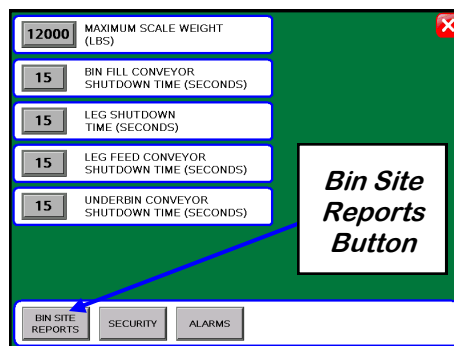 12000
MAXIMUM SCALE WEIGHT
(LBS)
15
BIN FILL CONVEYOR
SHUTDOWN TIME (SECONDS)
15
LEG SHUTDOWN
TIME (SECONDS)
15
LEG FEED CONVEYOR
SHUTDOWN TIME (SECONDS)
15
UNDERBIN CONVEYOR
SHUTDOWN TIME (SECONDS)
Bin Site
Reports
Button
BIN SITE
REPORTS
SECURITY
ALARMS